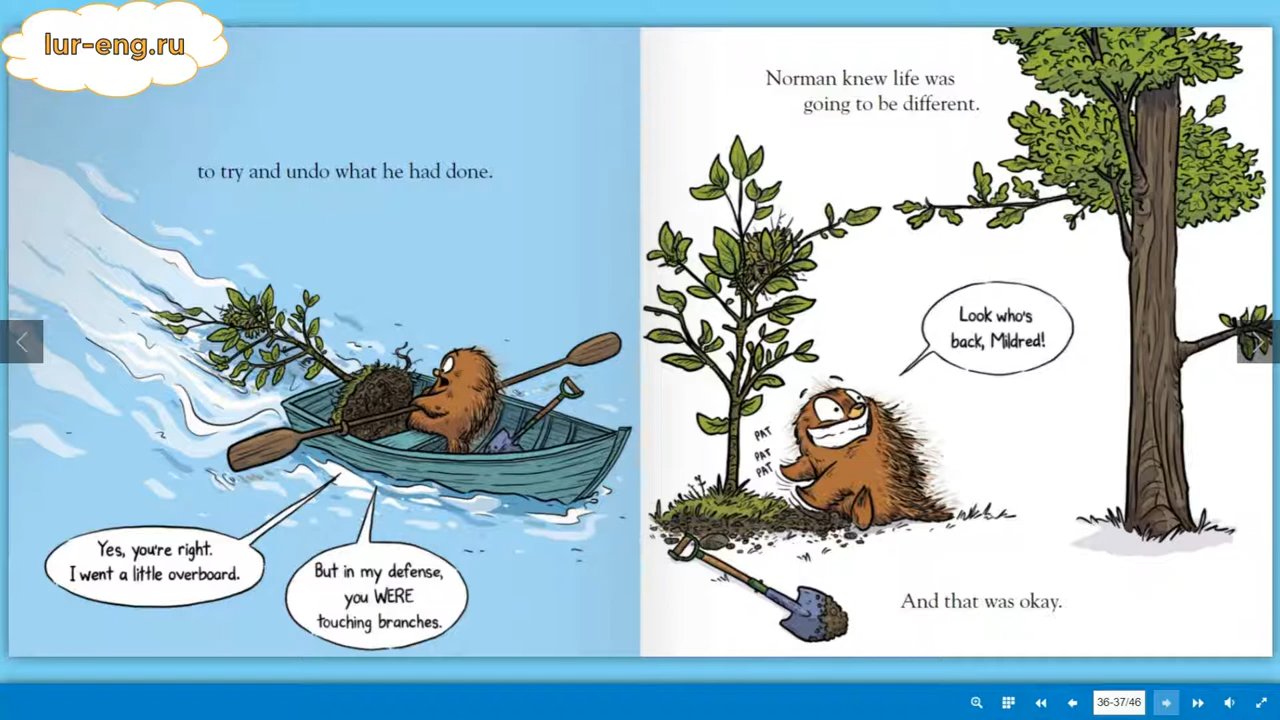 lur-eng.ru
to try and undo what he had done.
Yes, you're right.
I went a little overboard.
But in my defense,
you WERE
touching branches.
Norman knew life was
going to be different.
Look who's
back, Mildred!
PAT
PAT
PAT
And that was okay.
36-37/46